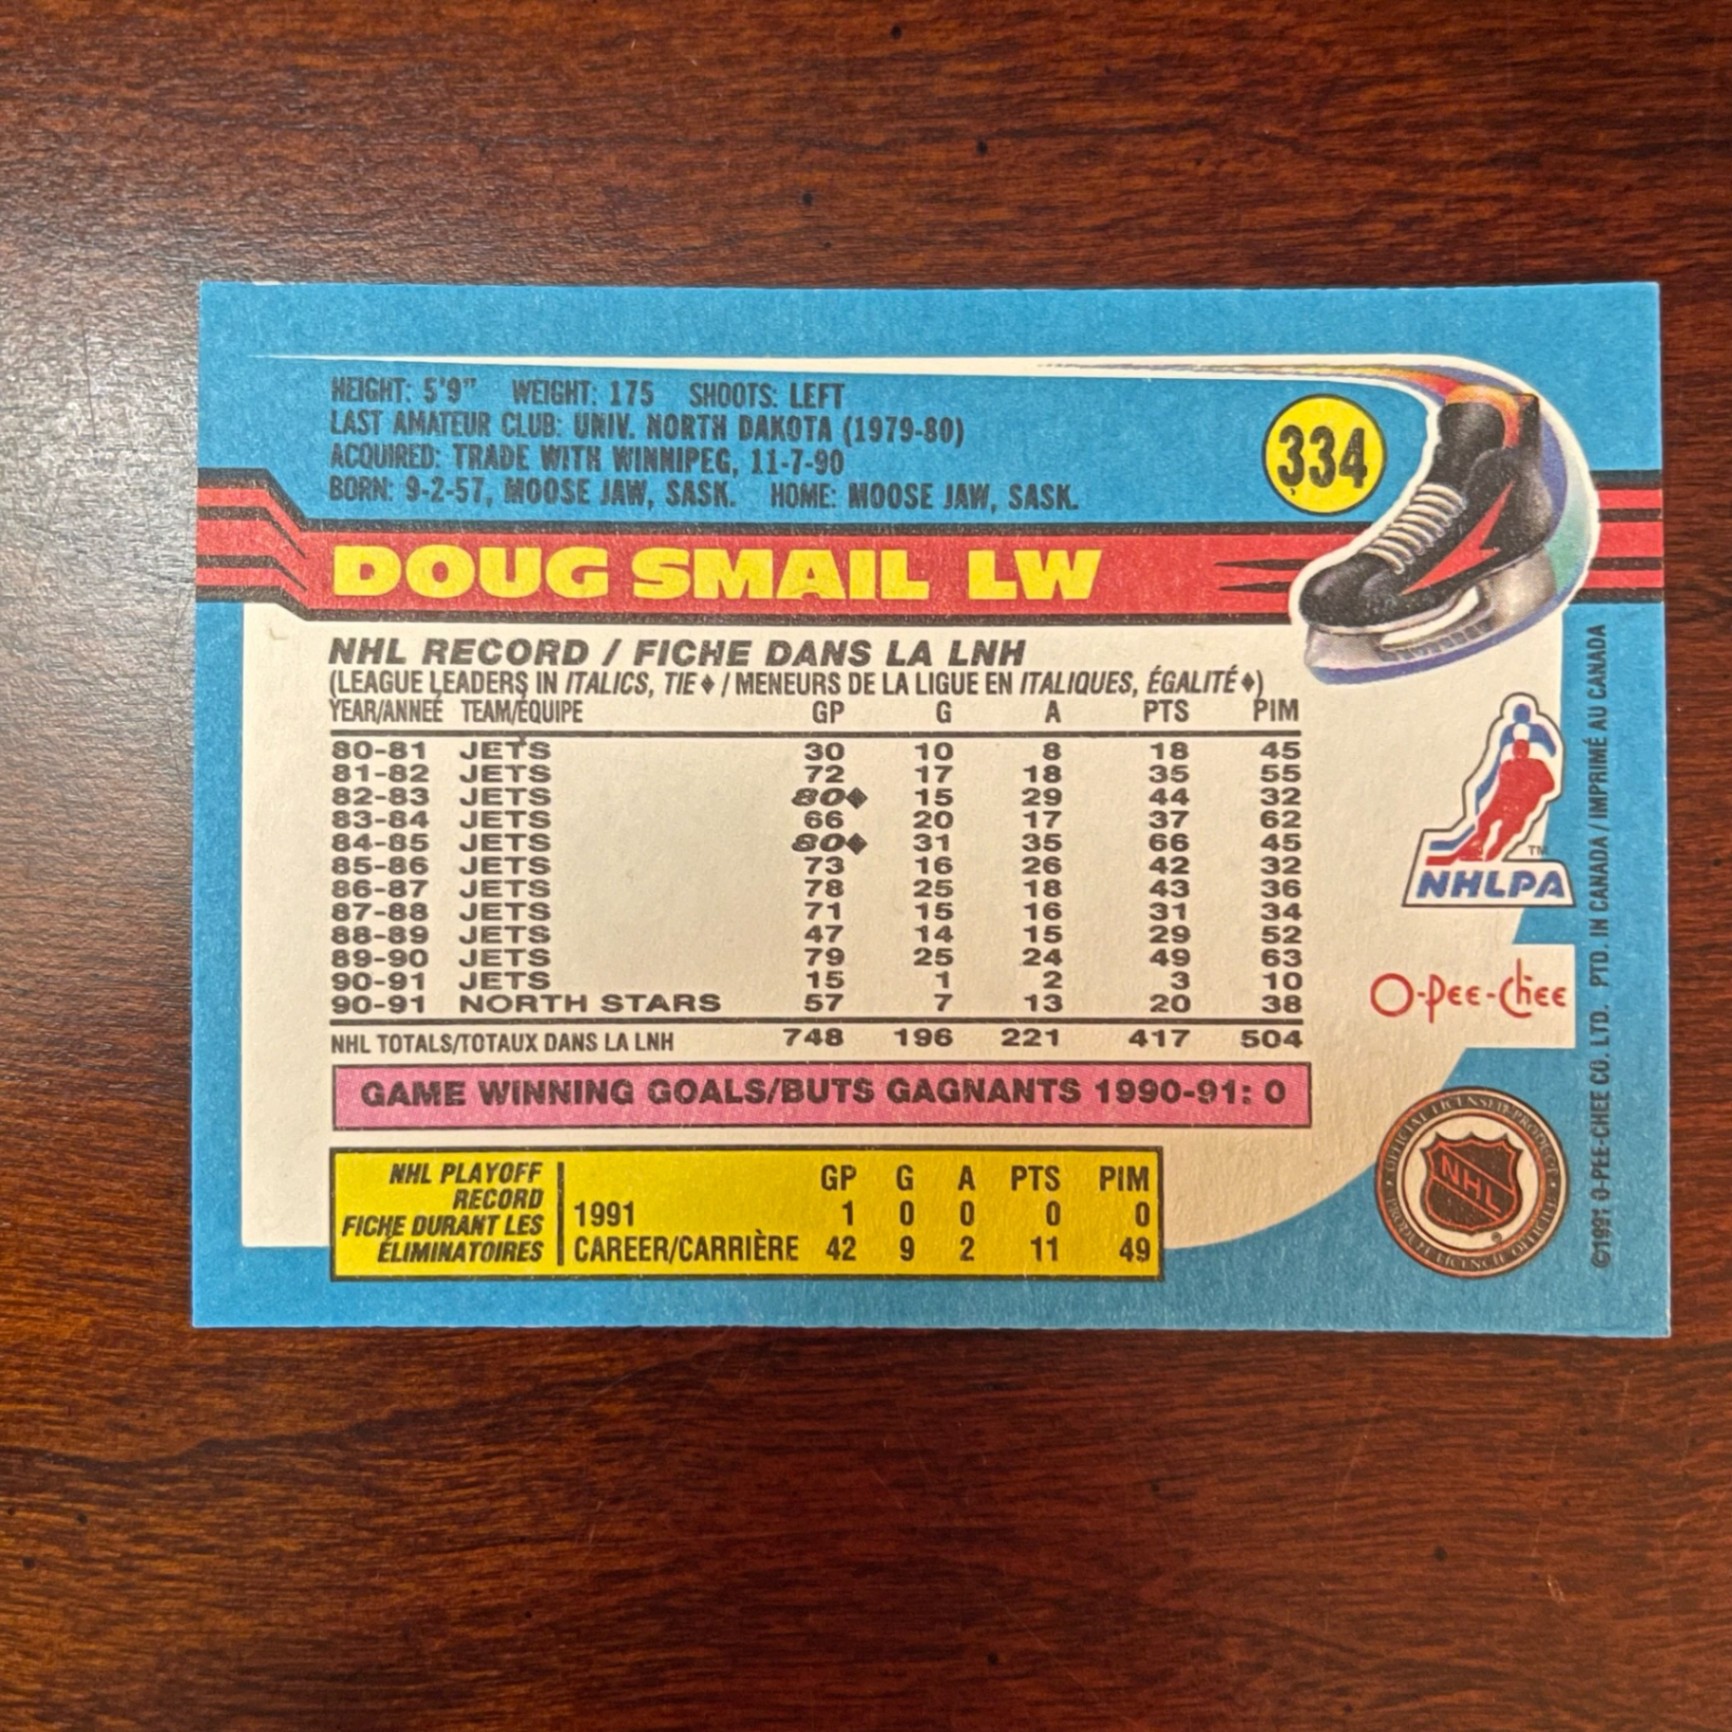 HEIGHT: 5'9" WEIGHT: 175 SHOOTS: LEFT
LAST AMATEUR CLUB: UNIV. NORTH DAKOTA (1979-80)
ACQUIRED: TRADE WITH WINNIPEG, 11-7-90
BORN: 9-2-57, MOOSE JAW, SASK. HOME: MOOSE JAW, SASK.
334
DOUG SMAIL LW
NHL RECORD / FICHE DANS LA LNH
(LEAGUE LEADERS IN ITALICS, TIE ♦ / MENEURS DE LA LIGUE EN ITALIQUES, ÉGALITÉ ♦)
YEAR/ANNEÉ TEAM/ÉQUIPE GP G A PTS PIM
80-81 JETS 30 10 8 18 45
81-82 JETS 72 17 18 35 55
82-83 JETS 80♦ 15 29 44 32
83-84 JETS 66 20 17 37 62
84-85 JETS 80♦ 31 35 66 45
85-86 JETS 73 16 26 42 32
86-87 JETS 78 25 18 43 36
87-88 JETS 71 15 16 31 34
88-89 JETS 47 14 15 29 52
89-90 JETS 79 25 24 49 63
90-91 JETS 15 1 2 3 10
90-91 NORTH STARS 57 7 13 20 38
NHL TOTALS/TOTAUX DANS LA LNH 748 196 221 417 504
GAME WINNING GOALS/BUTS GAGNANTS 1990-91: 0
NHL PLAYOFF
RECORD
FICHE DURANT LES
ÉLIMINATOIRES
GP G A PTS PIM
1991 1 0 0 0 0
CAREER/CARRIÈRE 42 9 2 11 49
TM
NHLPA
O-PEE-CHEE
OFFICIAL LICENSED PRODUCT
NHL
PRODUIT LICENCIÉ OFFICIEL
©1991 O-PEE-CHEE CO. LTD. PTD. IN CANADA / IMPRIMÉ AU CANADA